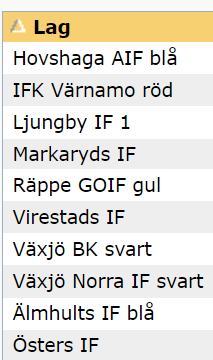 Lag
Hovshaga AIF blå
IFK Värnamo röd
Ljungby IF 1
Markaryds IF
Räppe GOIF gul
Virestads IF
Växjö BK svart
Växjö Norra IF svart
Älmhults IF blå
Östers IF